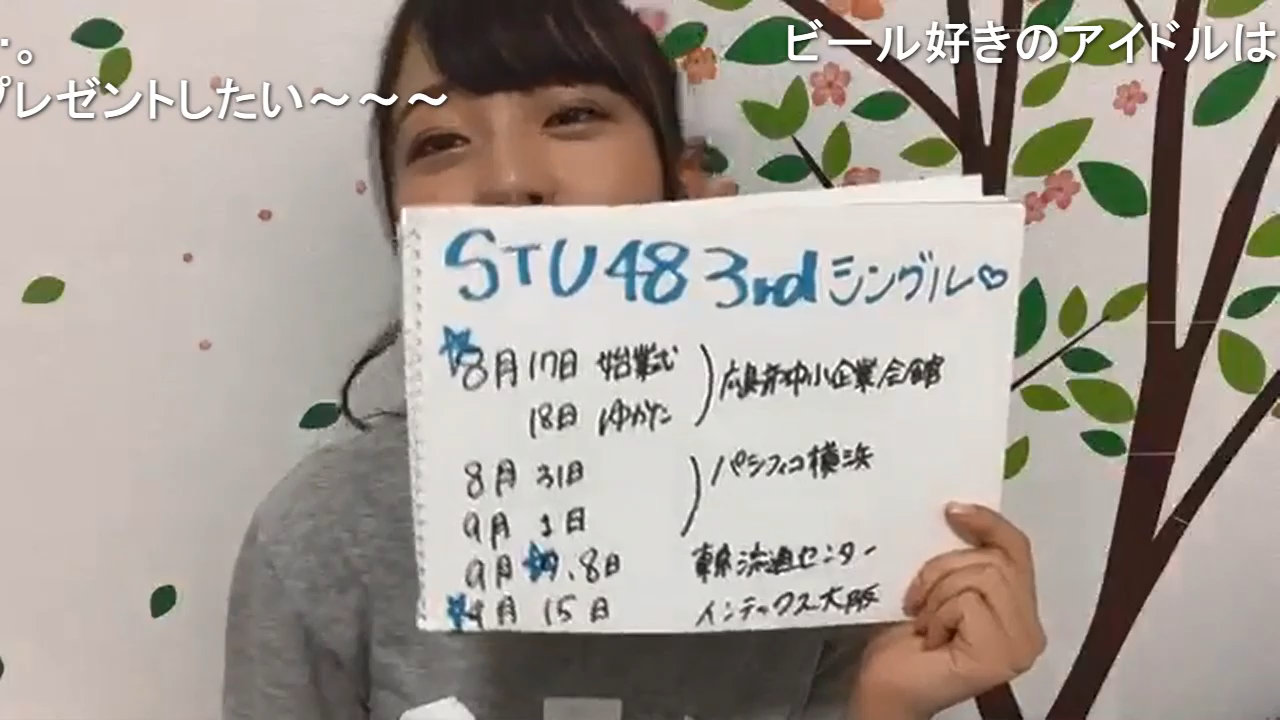 ・。
ビール好きのアイドルは
プレゼントしたい～～～
STU48 3rdシングル♡
☆8月17日 始業式
18日 ゆかた
広島市中小企業会館
8月31日
9月1日
パシフィコ横浜
9月☆7.8日 東京流通センター
☆9月15日 インテックス大阪